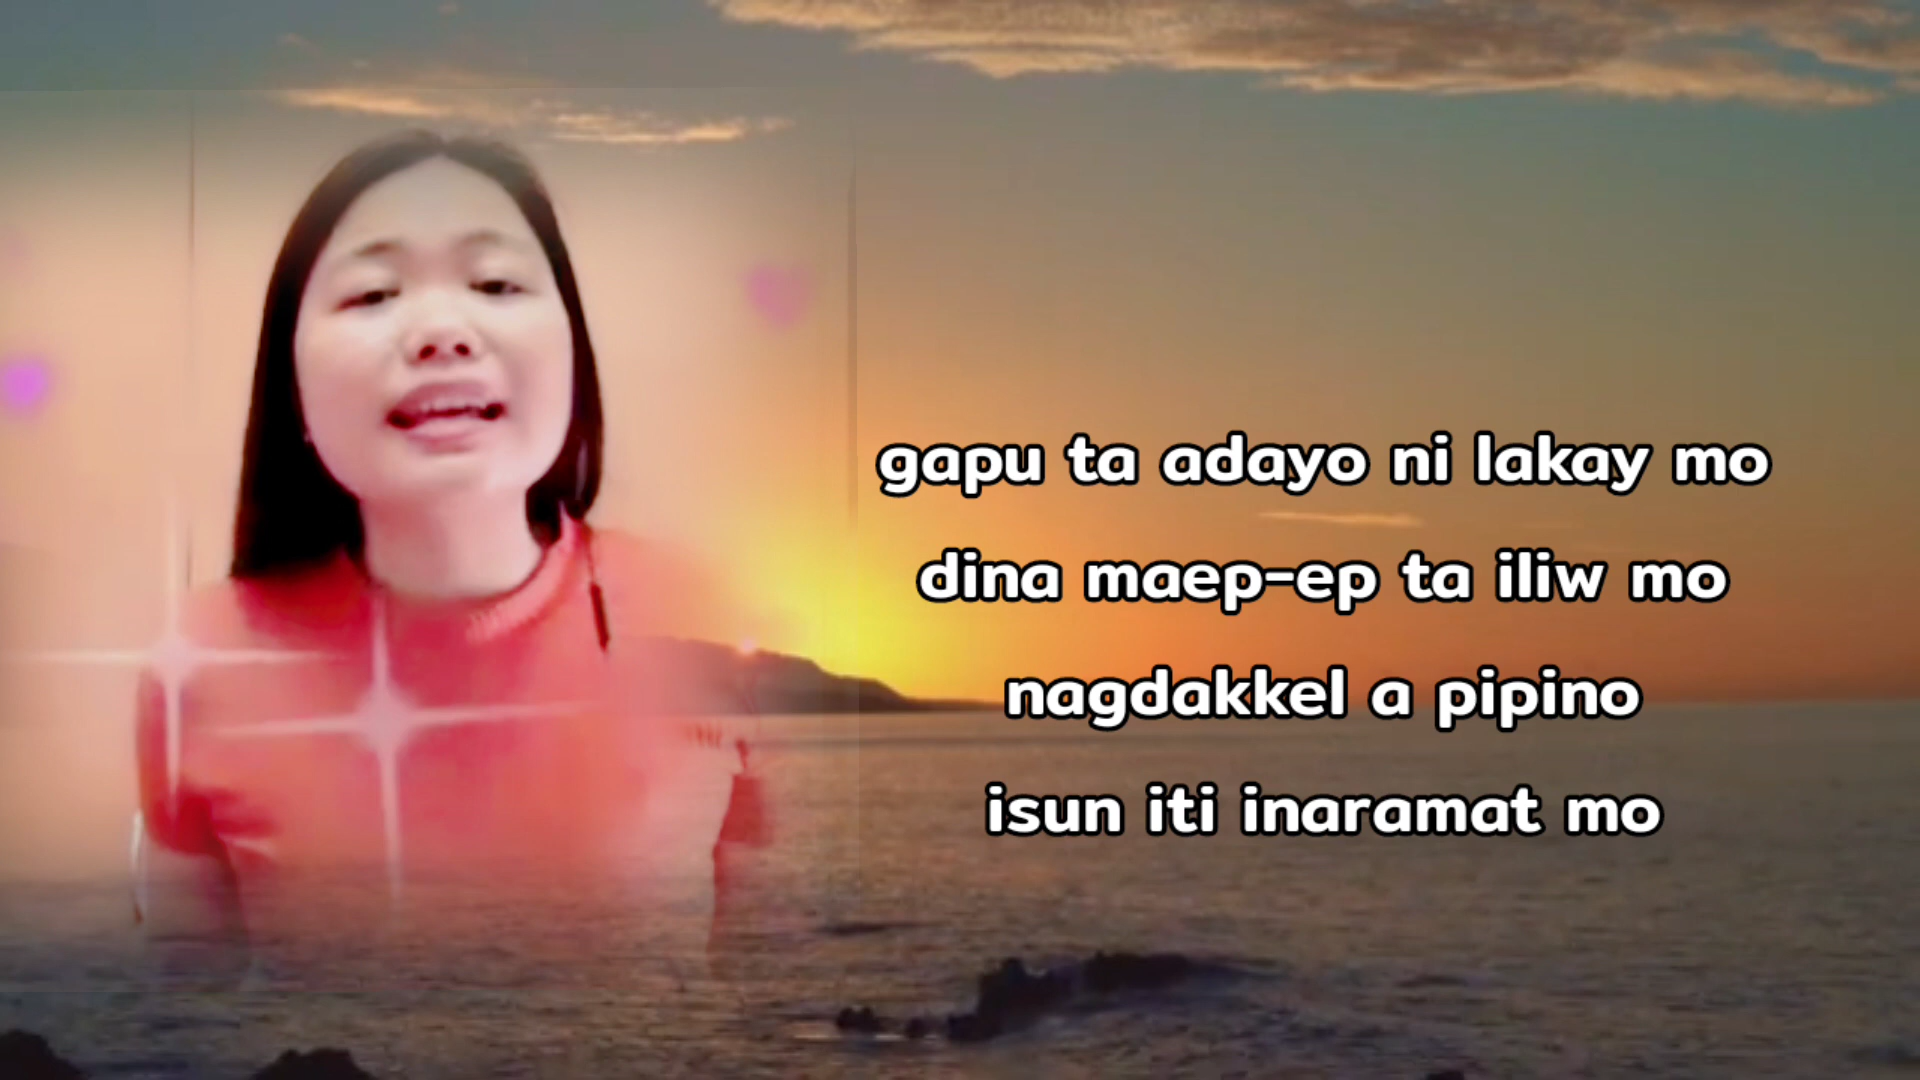 gapu ta adayo ni lakay mo
dina maep-ep ta iliw mo
nagdakkel a pipino
isun iti inaramat mo